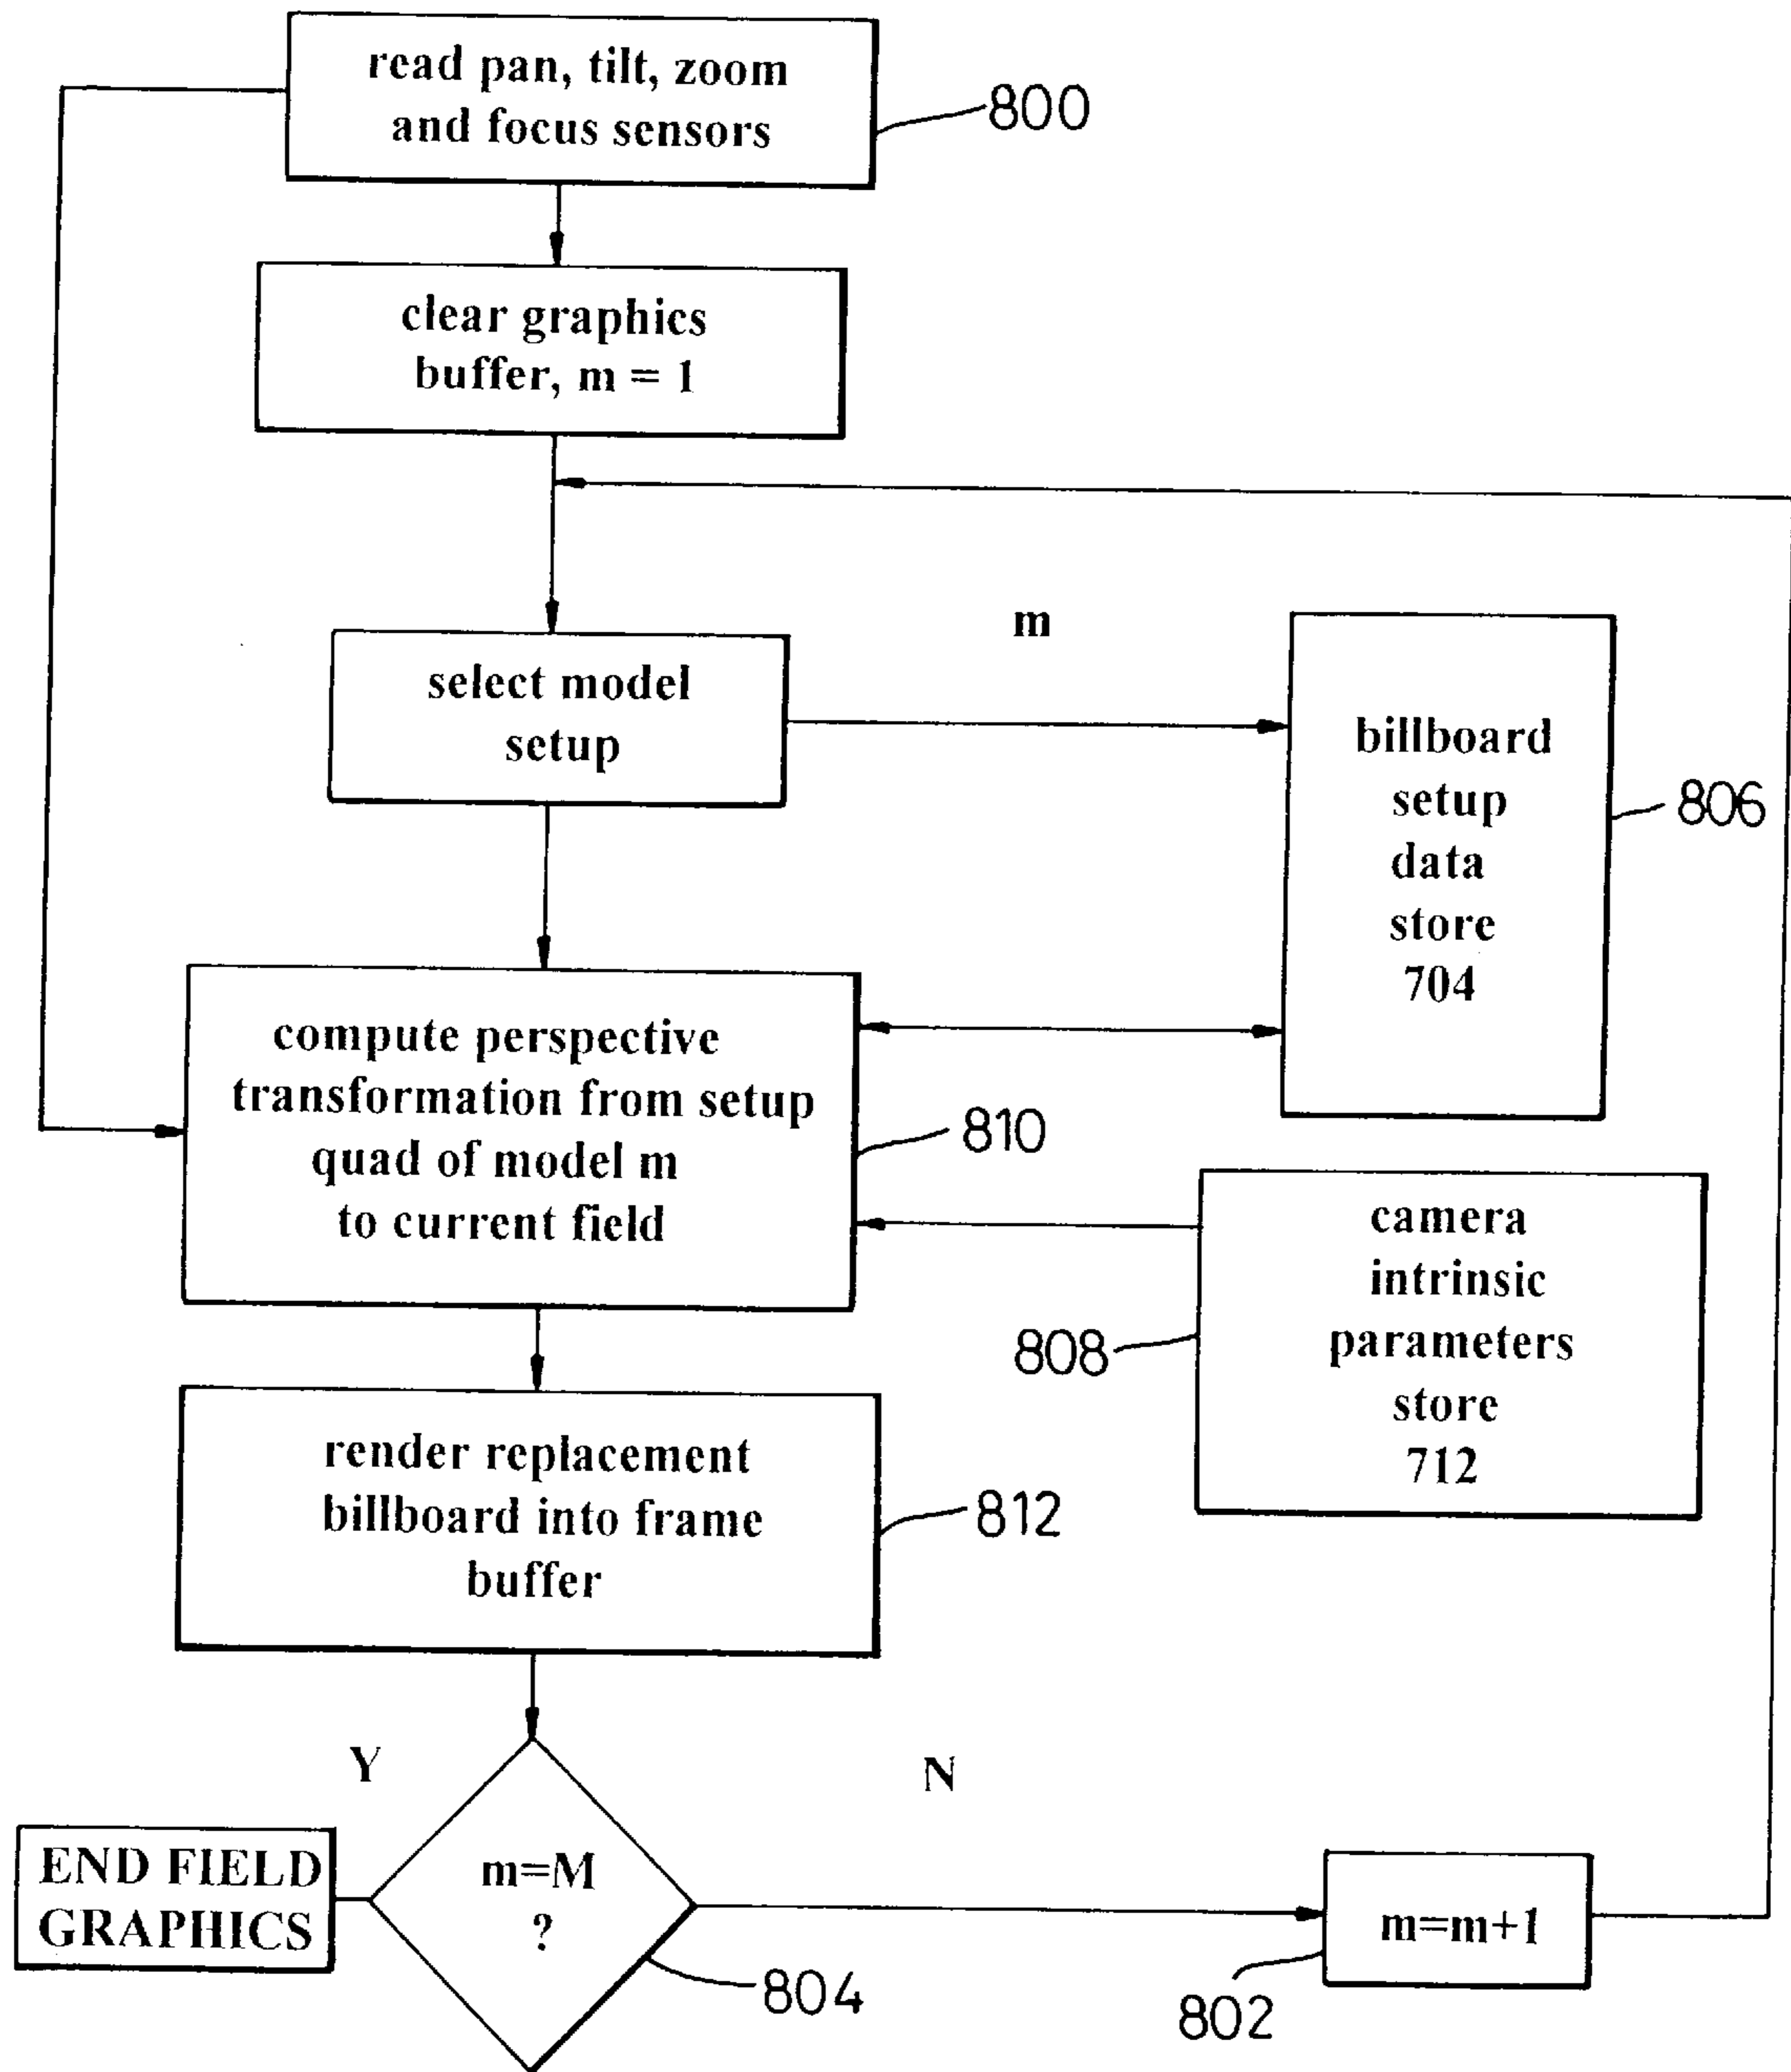 read pan, tilt, zoom
and focus sensors
800
clear graphics
buffer, m = 1
m
select model
setup
billboard
setup
data
store
704
806
compute perspective
transformation from setup
quad of model m
to current field
810
camera
intrinsic
parameters
store
712
808
render replacement
billboard into frame
buffer
812
Y
N
END FIELD
GRAPHICS
m=M
?
804
m=m+1
802